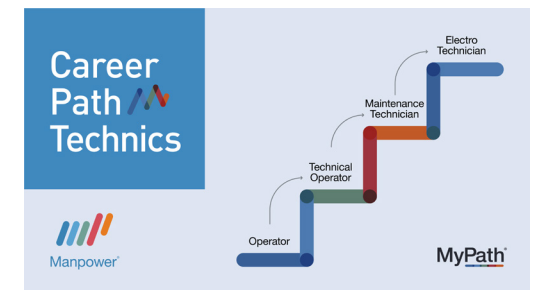 Career
Path
Technics
Manpower®
Electro
Technician
Maintenance
Technician
Technical
Operator
Operator
MyPath®